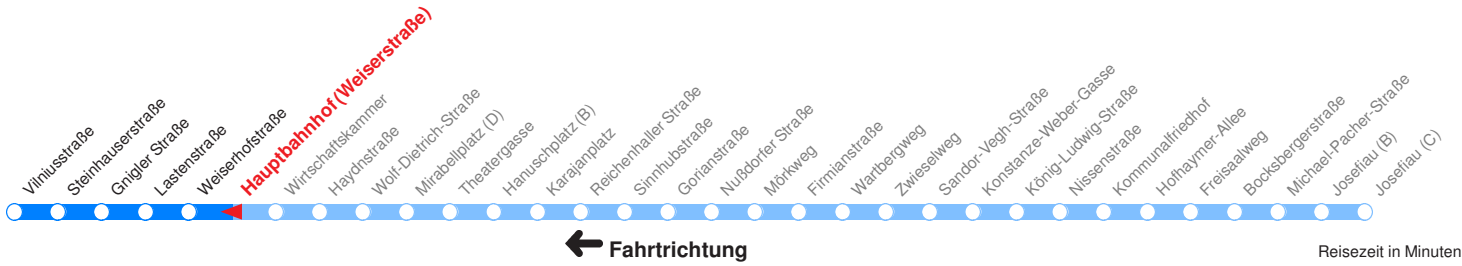 Vilniusstraße
Steinhauserstraße
Gnigler Straße
Lastenstraße
Weiserhofstraße
Hauptbahnhof (Weiserstraße)
Wirtschaftskammer
Haydnstraße
Wolf-Dietrich-Straße
Mirabellplatz (D)
Theatergasse
Hanuschplatz (B)
Karajanplatz
Reichenhaller Straße
Sinnhubstraße
Gorianstraße
Nußdorfer Straße
Mörkweg
Firmianstraße
Wartbergweg
Zwieselweg
Sandor-Vegh-Straße
Konstanze-Weber-Gasse
König-Ludwig-Straße
Nissenstraße
Kommunalfriedhof
Hofhaymer-Allee
Freisaalweg
Bocksbergerstraße
Michael-Pacher-Straße
Josefiau (B)
Josefiau (C)
Fahrtrichtung
Reisezeit in Minuten